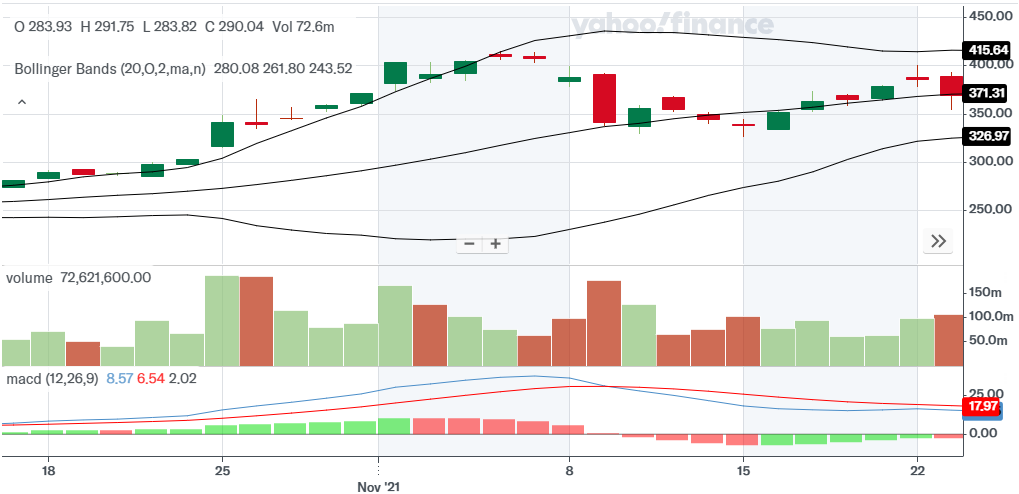 O 283.93 H 291.75 L 283.82 C 290.04 Vol 72.6m
yahoo!finance
450.00
Bollinger Bands (20,O,2,ma,n) 280.08 261.80 243.52
415.64
400.00
371.31
350.00
326.97
300.00
250.00
volume 72,621,600.00
150m
100.0m
50.0m
macd (12,26,9) 8.57 6.54 2.02
25.00
17.97
0.00
18 25 8 15 22
Nov '21